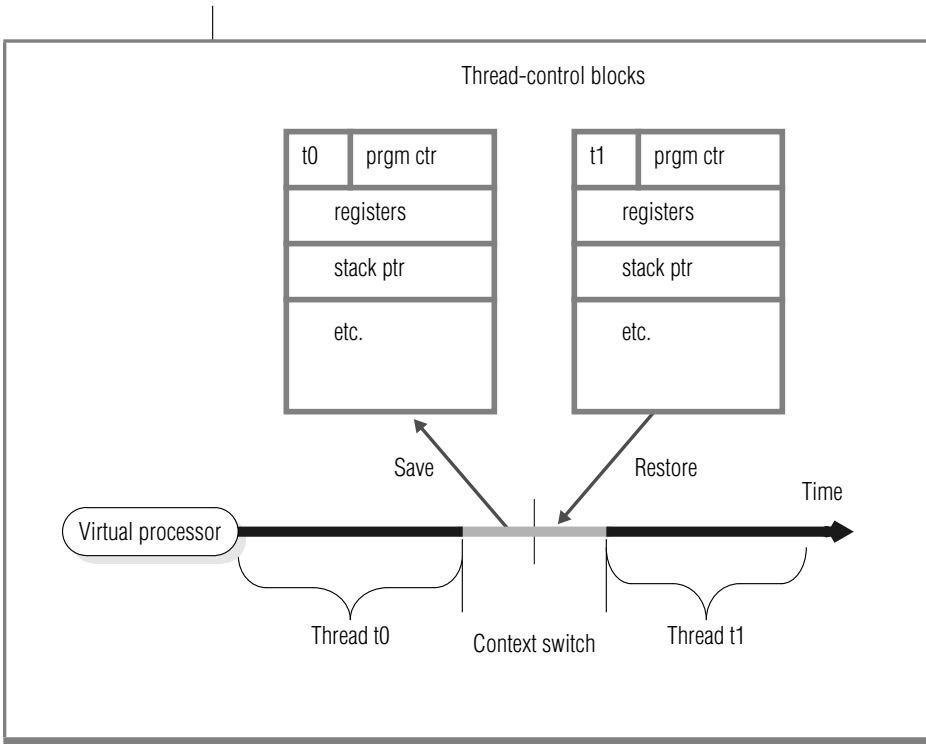 Thread-control blocks
t0 prgm ctr
registers
stack ptr
etc.
t1 prgm ctr
registers
stack ptr
etc.
Save
Restore
Time
Virtual processor
Thread t0
Context switch
Thread t1